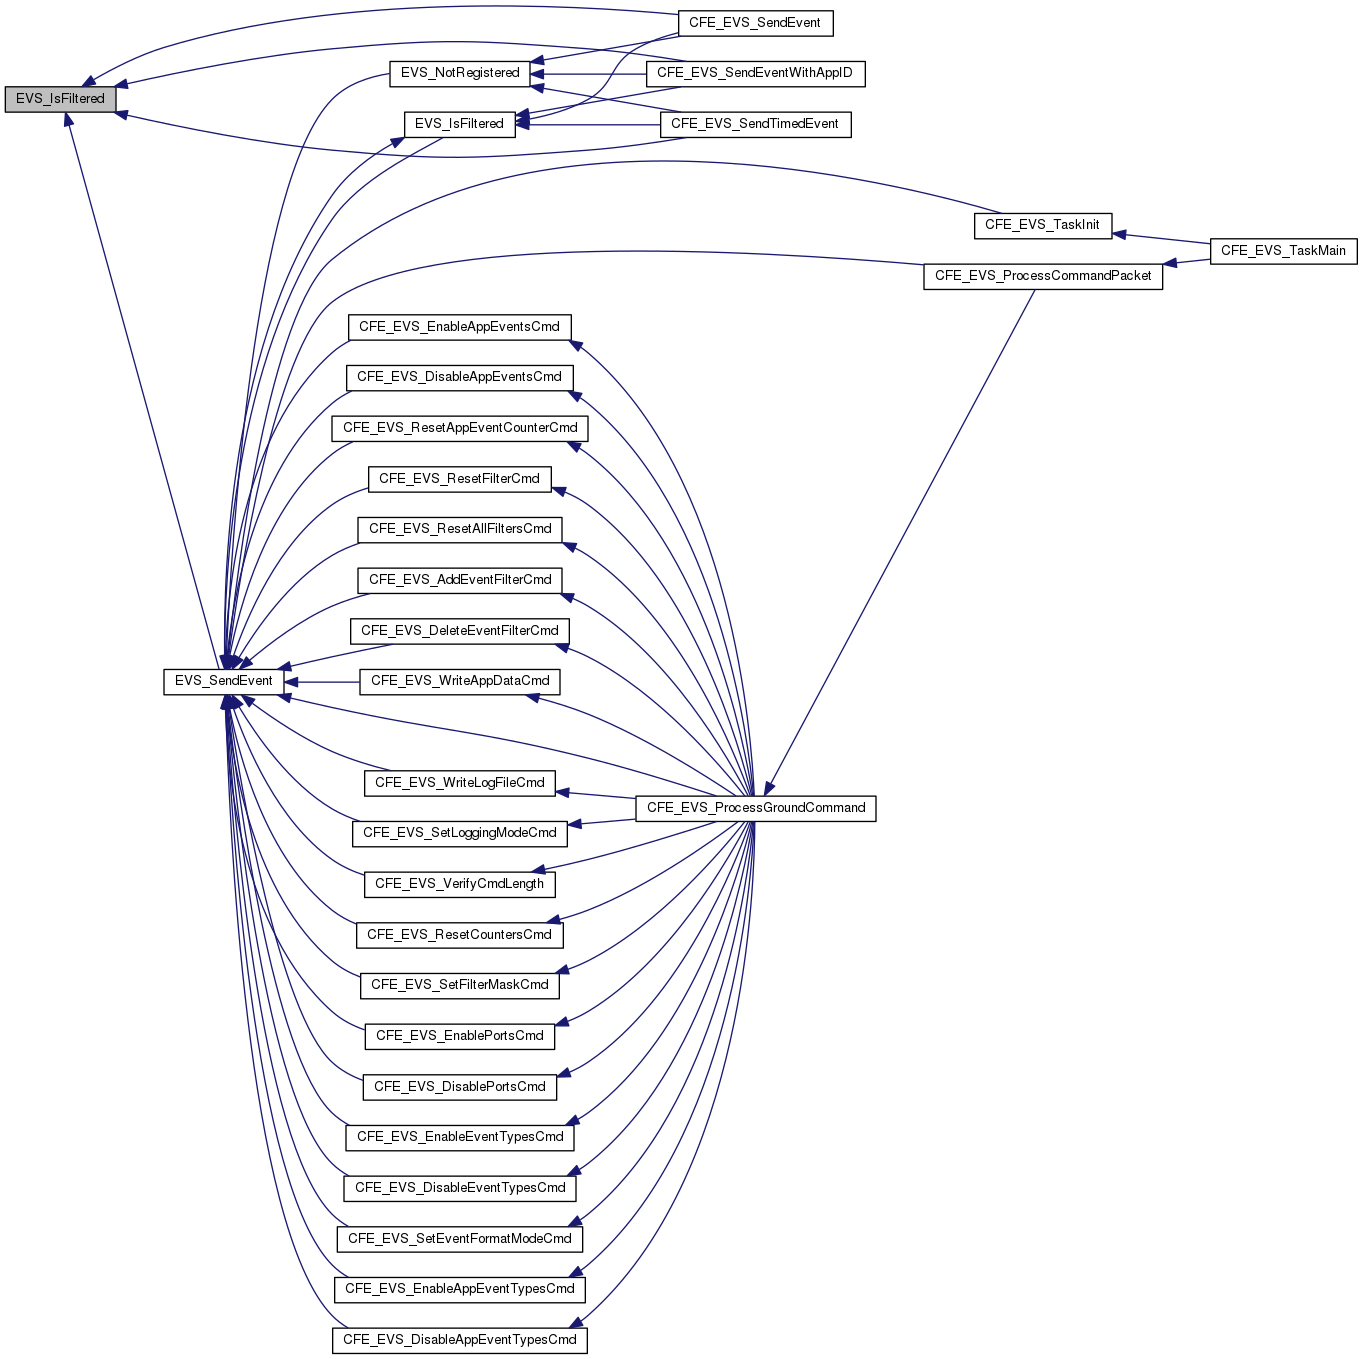 CFE_EVS_SendEvent
EVS_NotRegistered
CFE_EVS_SendEventWithAppID
EVS_IsFiltered
EVS_IsFiltered
CFE_EVS_SendTimedEvent
CFE_EVS_TaskInit
CFE_EVS_TaskMain
CFE_EVS_ProcessCommandPacket
CFE_EVS_EnableAppEventsCmd
CFE_EVS_DisableAppEventsCmd
CFE_EVS_ResetAppEventCounterCmd
CFE_EVS_ResetFilterCmd
CFE_EVS_ResetAllFiltersCmd
CFE_EVS_AddEventFilterCmd
CFE_EVS_DeleteEventFilterCmd
EVS_SendEvent
CFE_EVS_WriteAppDataCmd
CFE_EVS_WriteLogFileCmd
CFE_EVS_ProcessGroundCommand
CFE_EVS_SetLoggingModeCmd
CFE_EVS_VerifyCmdLength
CFE_EVS_ResetCountersCmd
CFE_EVS_SetFilterMaskCmd
CFE_EVS_EnablePortsCmd
CFE_EVS_DisablePortsCmd
CFE_EVS_EnableEventTypesCmd
CFE_EVS_DisableEventTypesCmd
CFE_EVS_SetEventFormatModeCmd
CFE_EVS_EnableAppEventTypesCmd
CFE_EVS_DisableAppEventTypesCmd